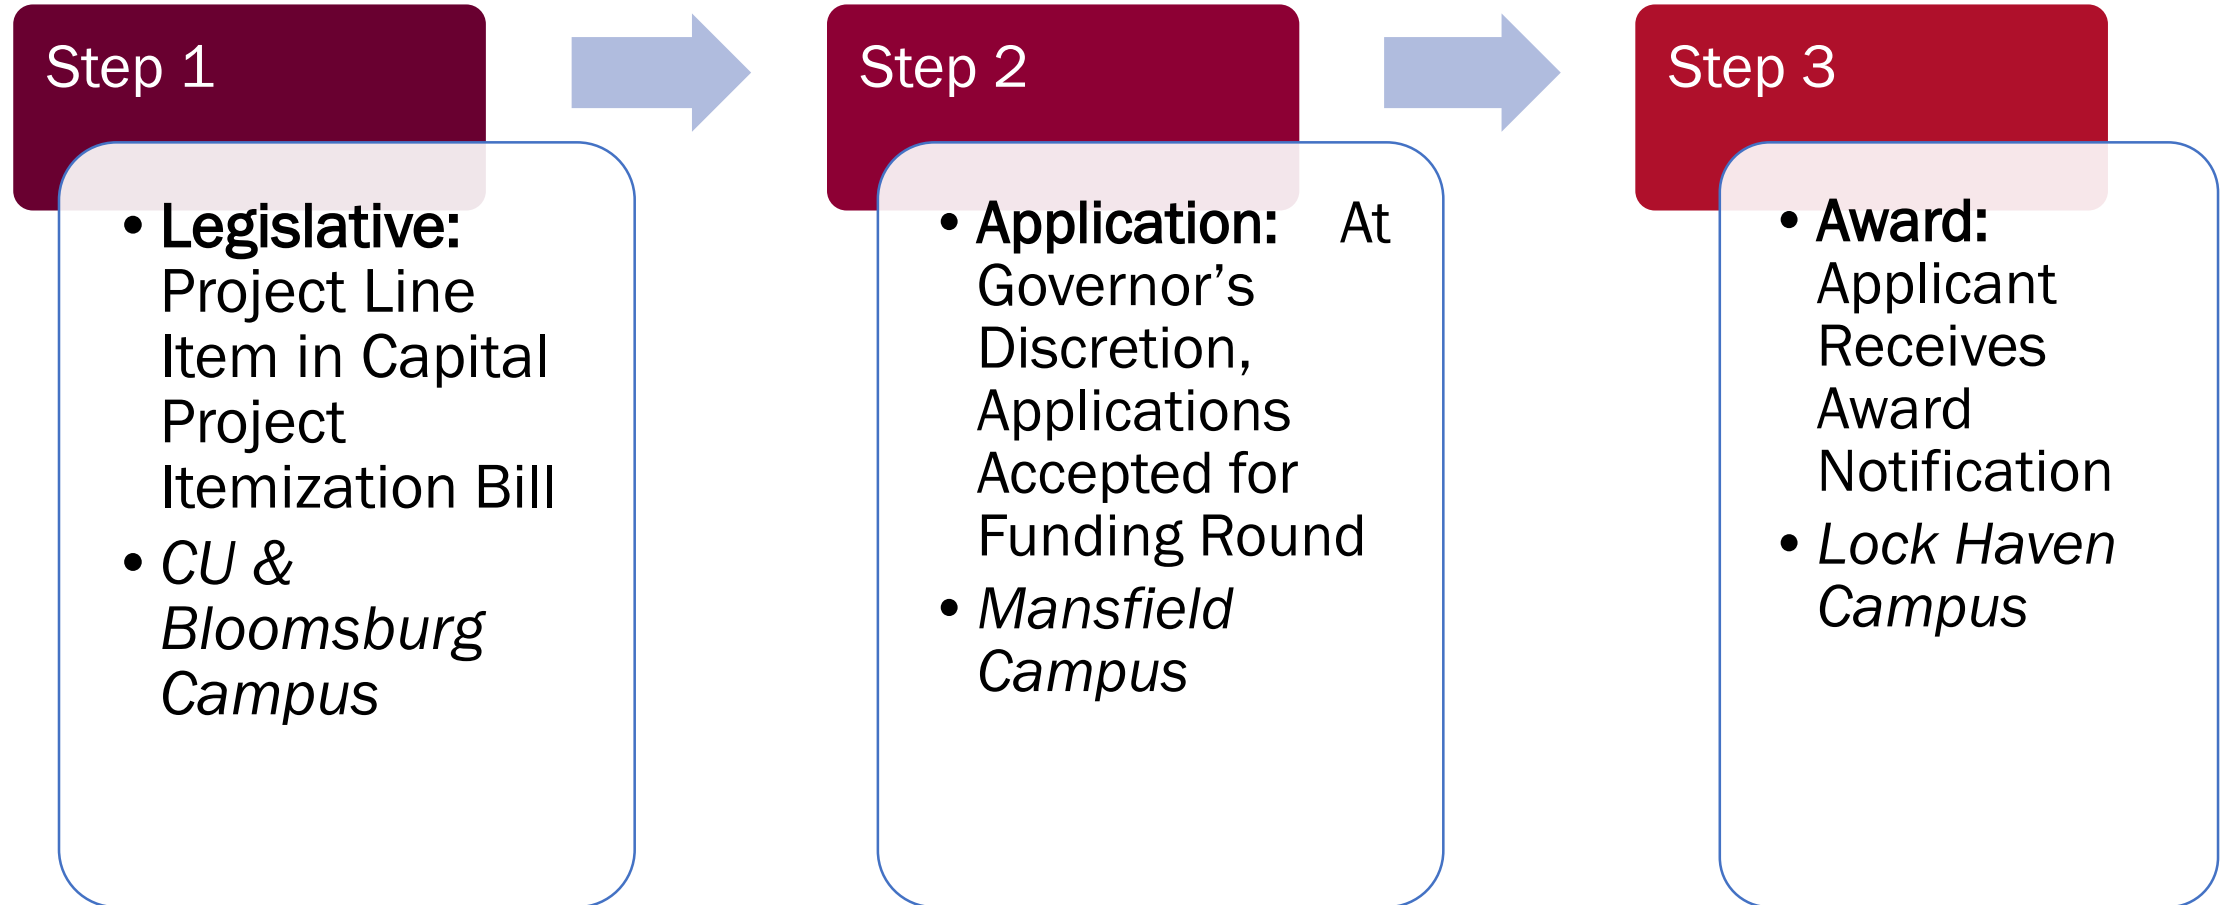 Step 1
• Legislative:
Project Line
Item in Capital
Project
Itemization Bill
• CU &
Bloomsburg
Campus
Step 2
• Application: At
Governor’s
Discretion,
Applications
Accepted for
Funding Round
• Mansfield
Campus
Step 3
• Award:
Applicant
Receives
Award
Notification
• Lock Haven
Campus